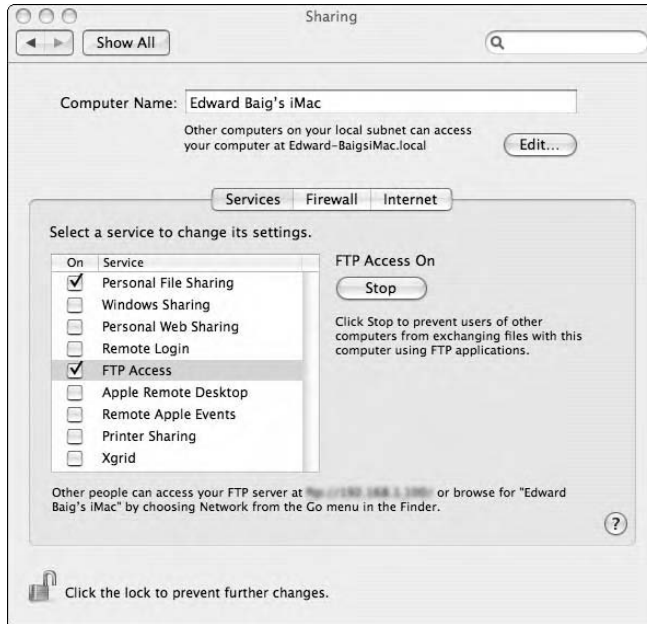 Sharing
Show All
Computer Name: Edward Baig's iMac
Other computers on your local subnet can access
your computer at Edward-BaigsiMac.local
Edit...
Services Firewall Internet
Select a service to change its settings.
On Service
Personal File Sharing
Windows Sharing
Personal Web Sharing
Remote Login
FTP Access
Apple Remote Desktop
Remote Apple Events
Printer Sharing
Xgrid
FTP Access On
Stop
Click Stop to prevent users of other
computers from exchanging files with this
computer using FTP applications.
Other people can access your FTP server at or browse for "Edward
Baig's iMac" by choosing Network from the Go menu in the Finder.
?
Click the lock to prevent further changes.